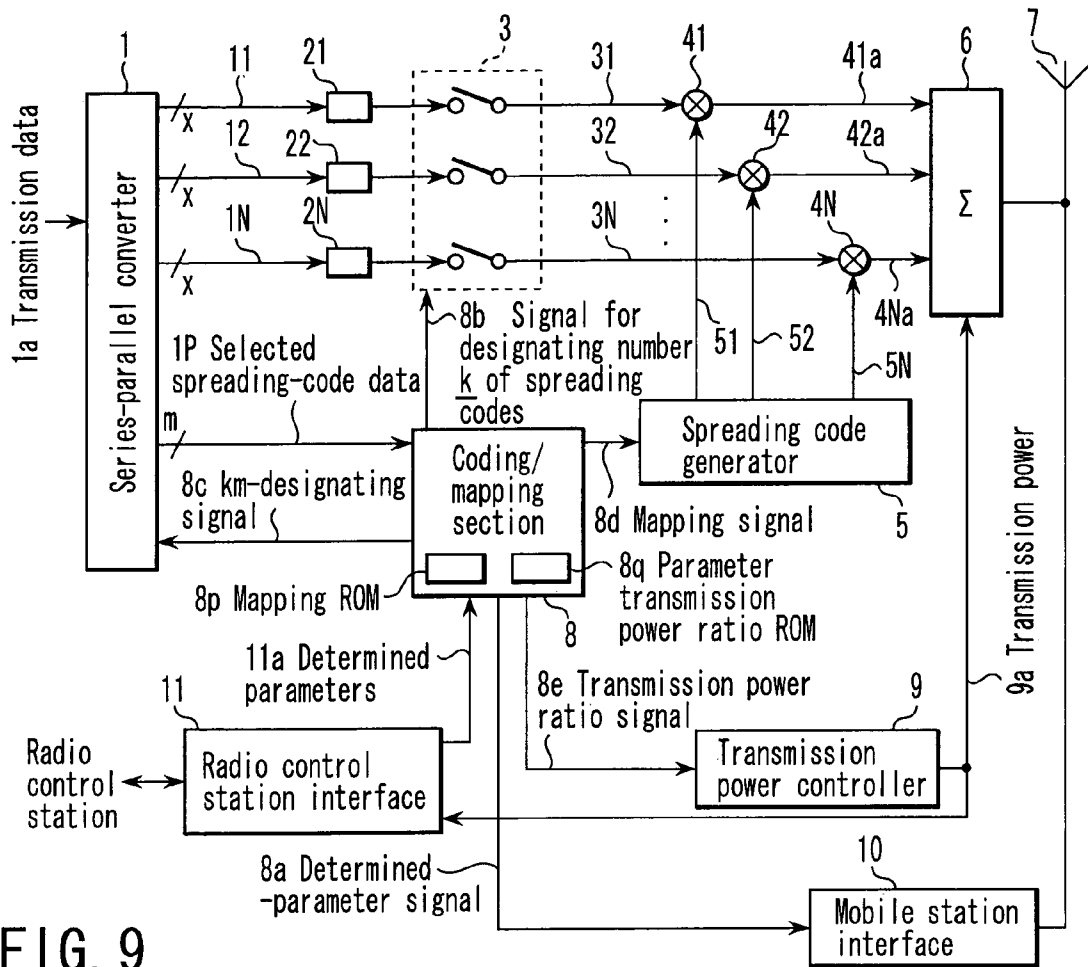 1
11
21
3
31
41
41a
6
7
x
12
22
32
42
42a
x
1N
2N
3N
4N
4Na
x
Σ
1a Transmission data
Series-parallel converter
1P Selected
spreading-code data
m
8b Signal for
designating number
k of spreading
codes
51
52
5N
Coding/
mapping
section
Spreading code
generator
5
8c km-designating
signal
8d Mapping signal
8p Mapping ROM
8
8q Parameter
transmission
power ratio ROM
9a Transmission power
11a Determined
parameters
8e Transmission power
ratio signal
9
11
Radio
control
station
Radio control
station interface
Transmission
power controller
8a Determined
-parameter signal
10
Mobile station
interface
FIG. 9